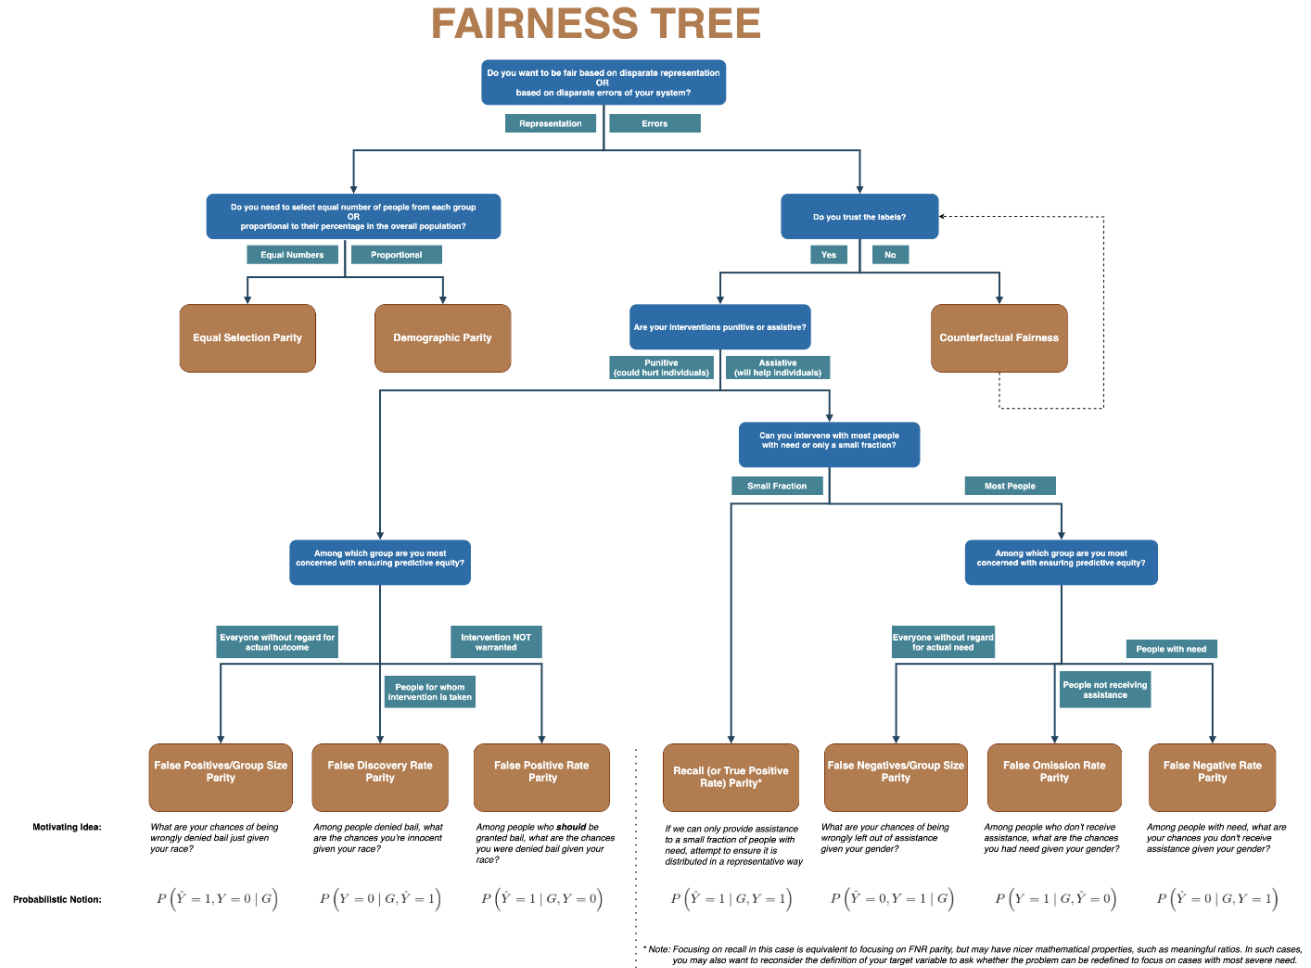 FAIRNESS TREE
Do you want to be fair based on disparate representation
OR
based on disparate errors of your system?
Representation
Errors
Do you need to select equal number of people from each group
OR
proportional to their percentage in the overall population?
Do you trust the labels?
Equal Numbers
Proportional
Yes
No
Equal Selection Parity
Demographic Parity
Are your interventions punitive or assistive?
Counterfactual Fairness
Punitive
(could hurt individuals)
Assistive
(will help individuals)
Can you intervene with most people
with need or only a small fraction?
Small Fraction
Most People
Among which group are you most
concerned with ensuring predictive equity?
Among which group are you most
concerned with ensuring predictive equity?
Everyone without regard for
actual outcome
Intervention NOT
warranted
People for whom
intervention is taken
Everyone without regard
for actual need
People with need
People not receiving
assistance
False Positives/Group Size
Parity
False Discovery Rate
Parity
False Positive Rate
Parity
Recall (or True Positive
Rate) Parity*
False Negatives/Group Size
Parity
False Omission Rate
Parity
False Negative Rate
Parity
Motivating Idea:
What are your chances of being
wrongly denied bail just given
your race?
Among people denied bail, what
are the chances you're innocent
given your race?
Among people who should be
granted bail, what are the chances
you were denied bail given your
race?
If we can only provide assistance
to a small fraction of people with
need, attempt to ensure it is
distributed in a representative way
What are your chances of being
wrongly left out of assistance
given your gender?
Among people who don't receive
assistance, what are the chances
you had need given your gender?
Among people with need, what are
your chances you don't receive
assistance given your gender?
Probabilistic Notion:
P(Ŷ = 1, Y = 0 | G)
P(Y = 0 | G, Ŷ = 1)
P(Ŷ = 1 | G, Y = 0)
P(Ŷ = 1 | G, Y = 1)
P(Ŷ = 0, Y = 1 | G)
P(Y = 1 | G, Ŷ = 0)
P(Ŷ = 0 | G, Y = 1)
* Note: Focusing on recall in this case is equivalent to focusing on FNR parity, but may have nicer mathematical properties, such as meaningful ratios. In such cases,
you may also want to reconsider the definition of your target variable to ask whether the problem can be redefined to focus on cases with most severe need.